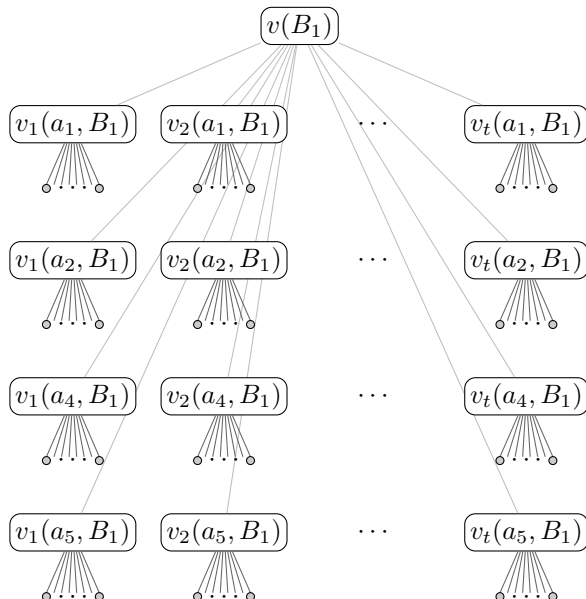 v(B₁)
v₁(a₁, B₁) v₂(a₁, B₁) ··· vₜ(a₁, B₁)
v₁(a₂, B₁) v₂(a₂, B₁) ··· vₜ(a₂, B₁)
v₁(a₄, B₁) v₂(a₄, B₁) ··· vₜ(a₄, B₁)
v₁(a₅, B₁) v₂(a₅, B₁) ··· vₜ(a₅, B₁)